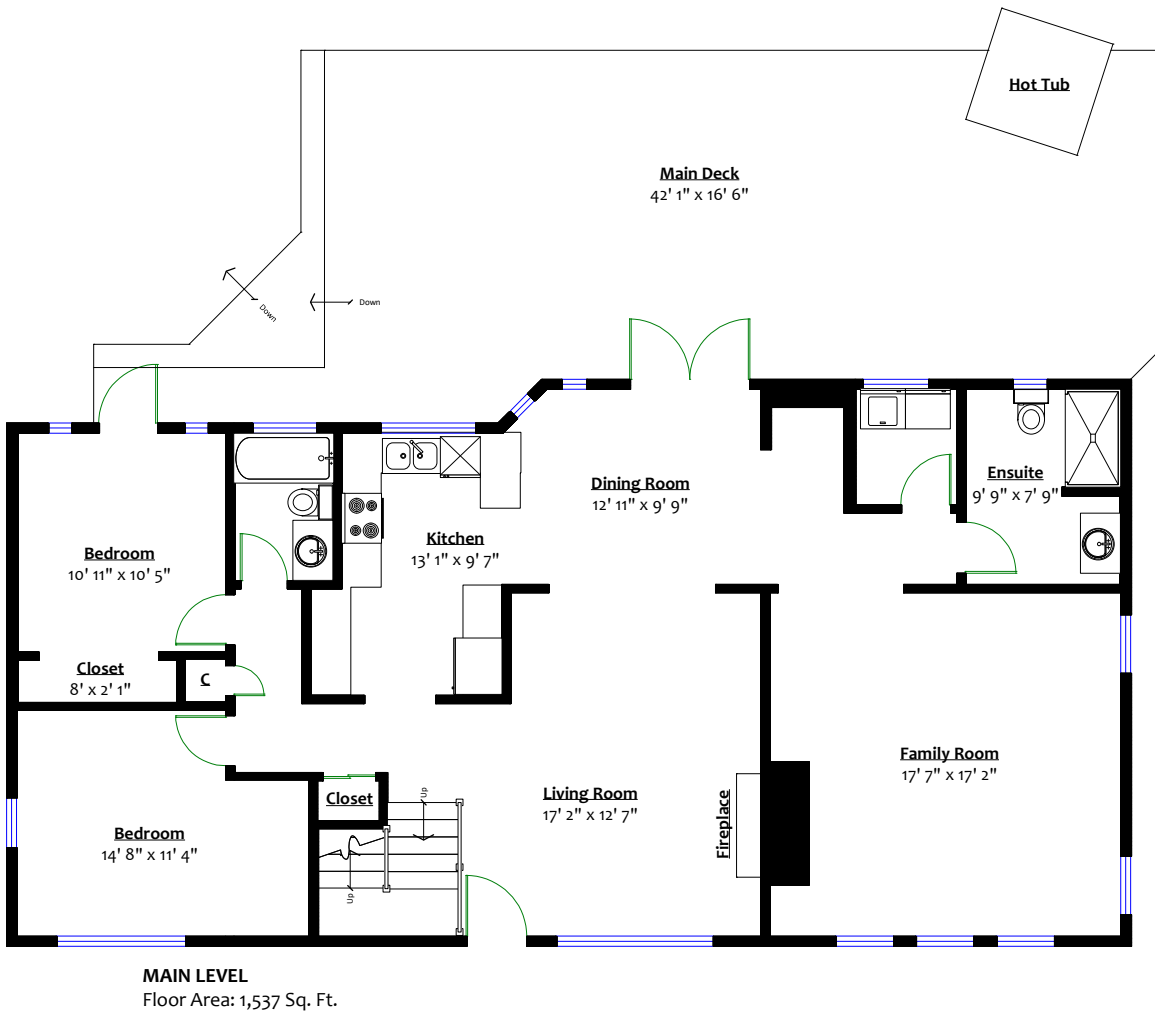 Hot Tub
Main Deck
42' 1" x 16' 6"
Down
Down
Dining Room
12' 11" x 9' 9"
Ensuite
9' 9" x 7' 9"
Kitchen
13' 1" x 9' 7"
Bedroom
10' 11" x 10' 5"
Closet
8' x 2' 1"
C
Family Room
17' 7" x 17' 2"
Closet
Up
Living Room
17' 2" x 12' 7"
Fireplace
Bedroom
14' 8" x 11' 4"
Up
MAIN LEVEL
Floor Area: 1,537 Sq. Ft.